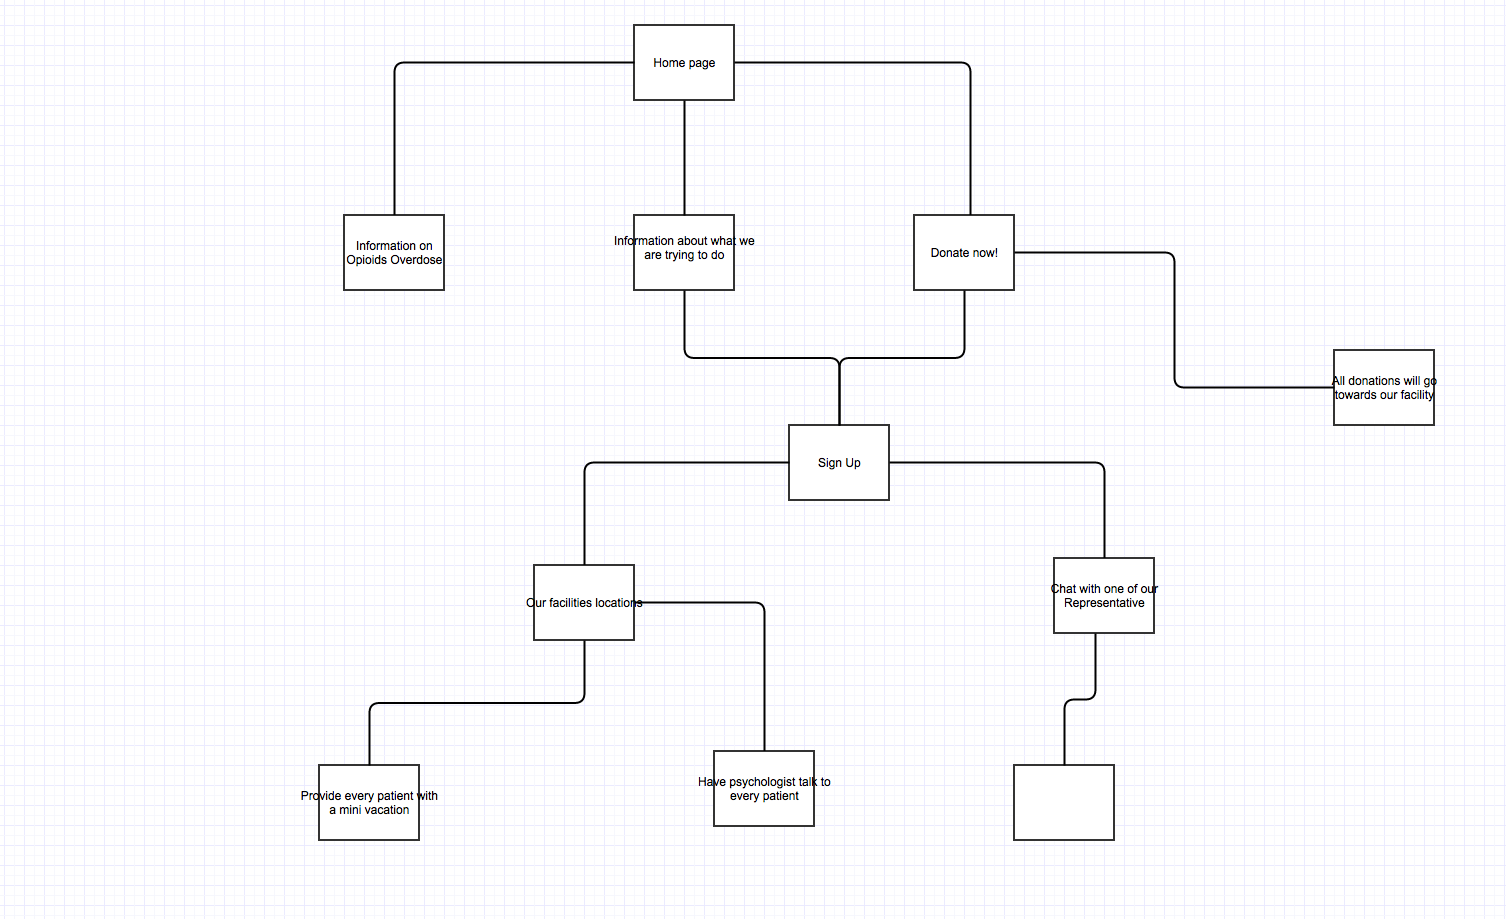 Home page
Information on
Opioids Overdose
Information about what we
are trying to do
Donate now!
All donations will go
towards our facility
Sign Up
Our facilities locations
Chat with one of our
Representative
Provide every patient with
a mini vacation
Have psychologist talk to
every patient